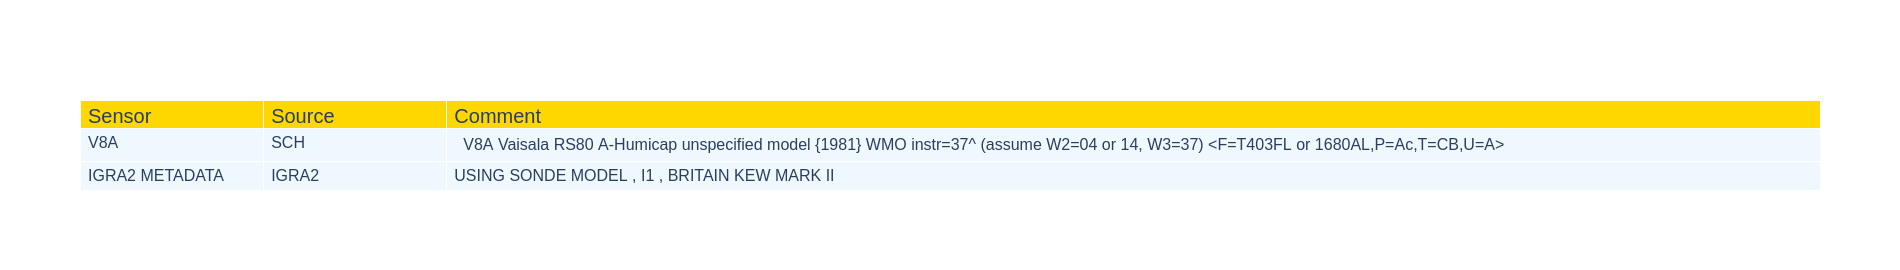 Sensor Source Comment
V8A SCH V8A Vaisala RS80 A-Humicap unspecified model {1981} WMO instr=37^ (assume W2=04 or 14, W3=37) <F=T403FL or 1680AL,P=Ac,T=CB,U=A>
IGRA2 METADATA IGRA2 USING SONDE MODEL , I1 , BRITAIN KEW MARK II